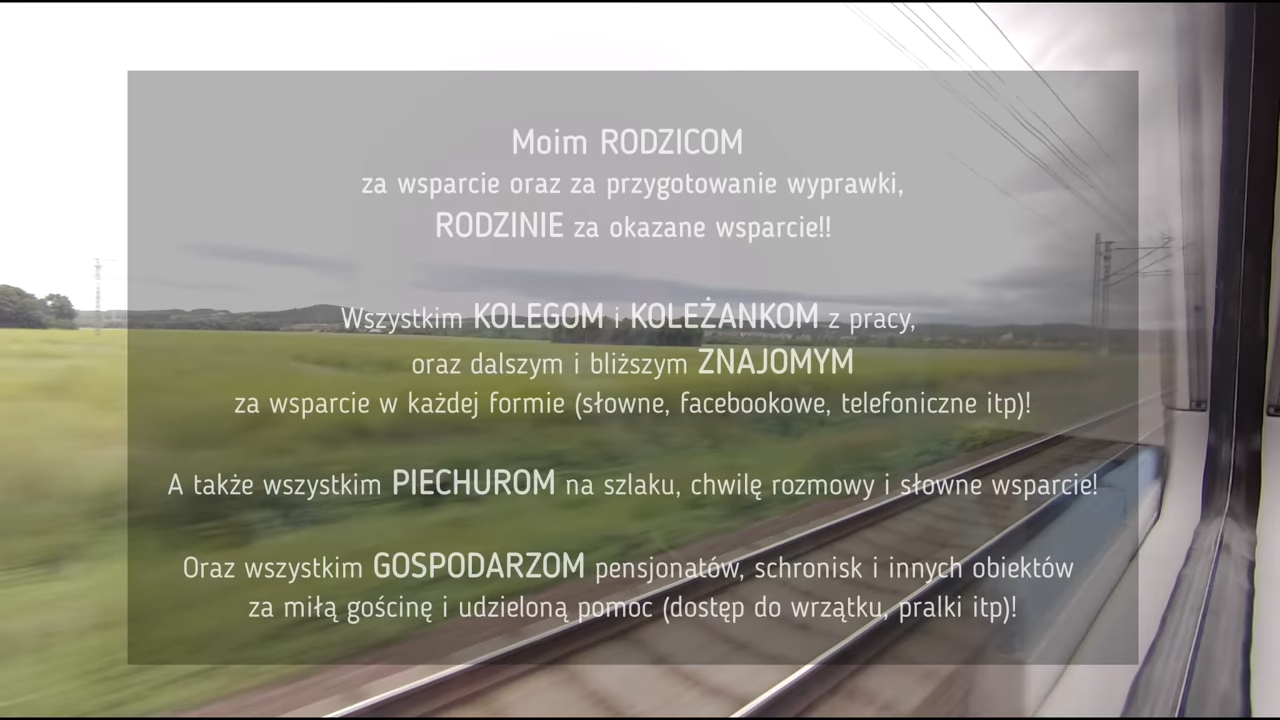 Moim RODZICOM
za wsparcie oraz za przygotowanie wyprawki,
RODZINIE za okazane wsparcie!!
Wszystkim KOLEGOM i KOLEŻANKOM z pracy,
oraz dalszym i bliższym ZNAJOMYM
za wsparcie w każdej formie (słowne, facebookowe, telefoniczne itp)!
A także wszystkim PIECHUROM na szlaku, chwilę rozmowy i słowne wsparcie!
Oraz wszystkim GOSPODARZOM pensjonatów, schronisk i innych obiektów
za miłą gościnę i udzieloną pomoc (dostęp do wrzątku, pralki itp)!